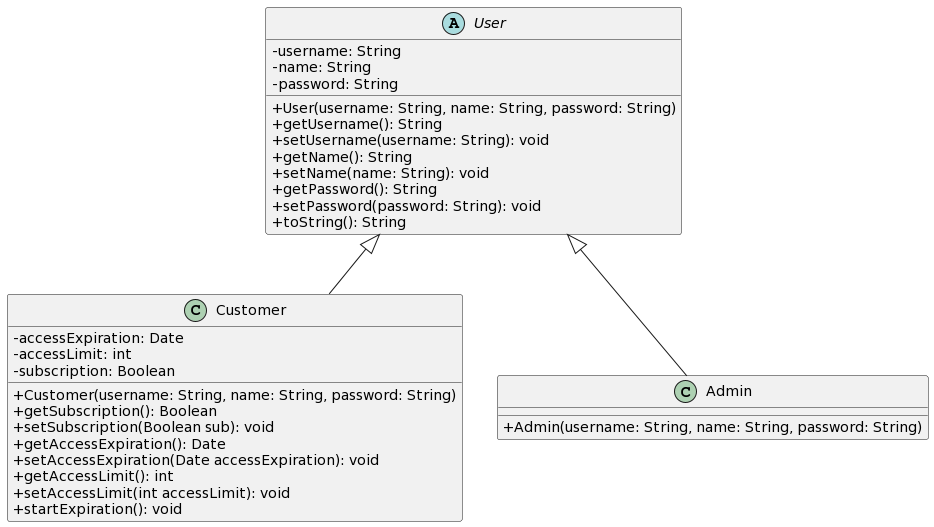 A User
-username: String
-name: String
-password: String
+User(username: String, name: String, password: String)
+getUsername(): String
+setUsername(username: String): void
+getName(): String
+setName(name: String): void
+getPassword(): String
+setPassword(password: String): void
+toString(): String
C Customer
-accessExpiration: Date
-accessLimit: int
-subscription: Boolean
+Customer(username: String, name: String, password: String)
+getSubscription(): Boolean
+setSubscription(Boolean sub): void
+getAccessExpiration(): Date
+setAccessExpiration(Date accessExpiration): void
+getAccessLimit(): int
+setAccessLimit(int accessLimit): void
+startExpiration(): void
C Admin
+Admin(username: String, name: String, password: String)